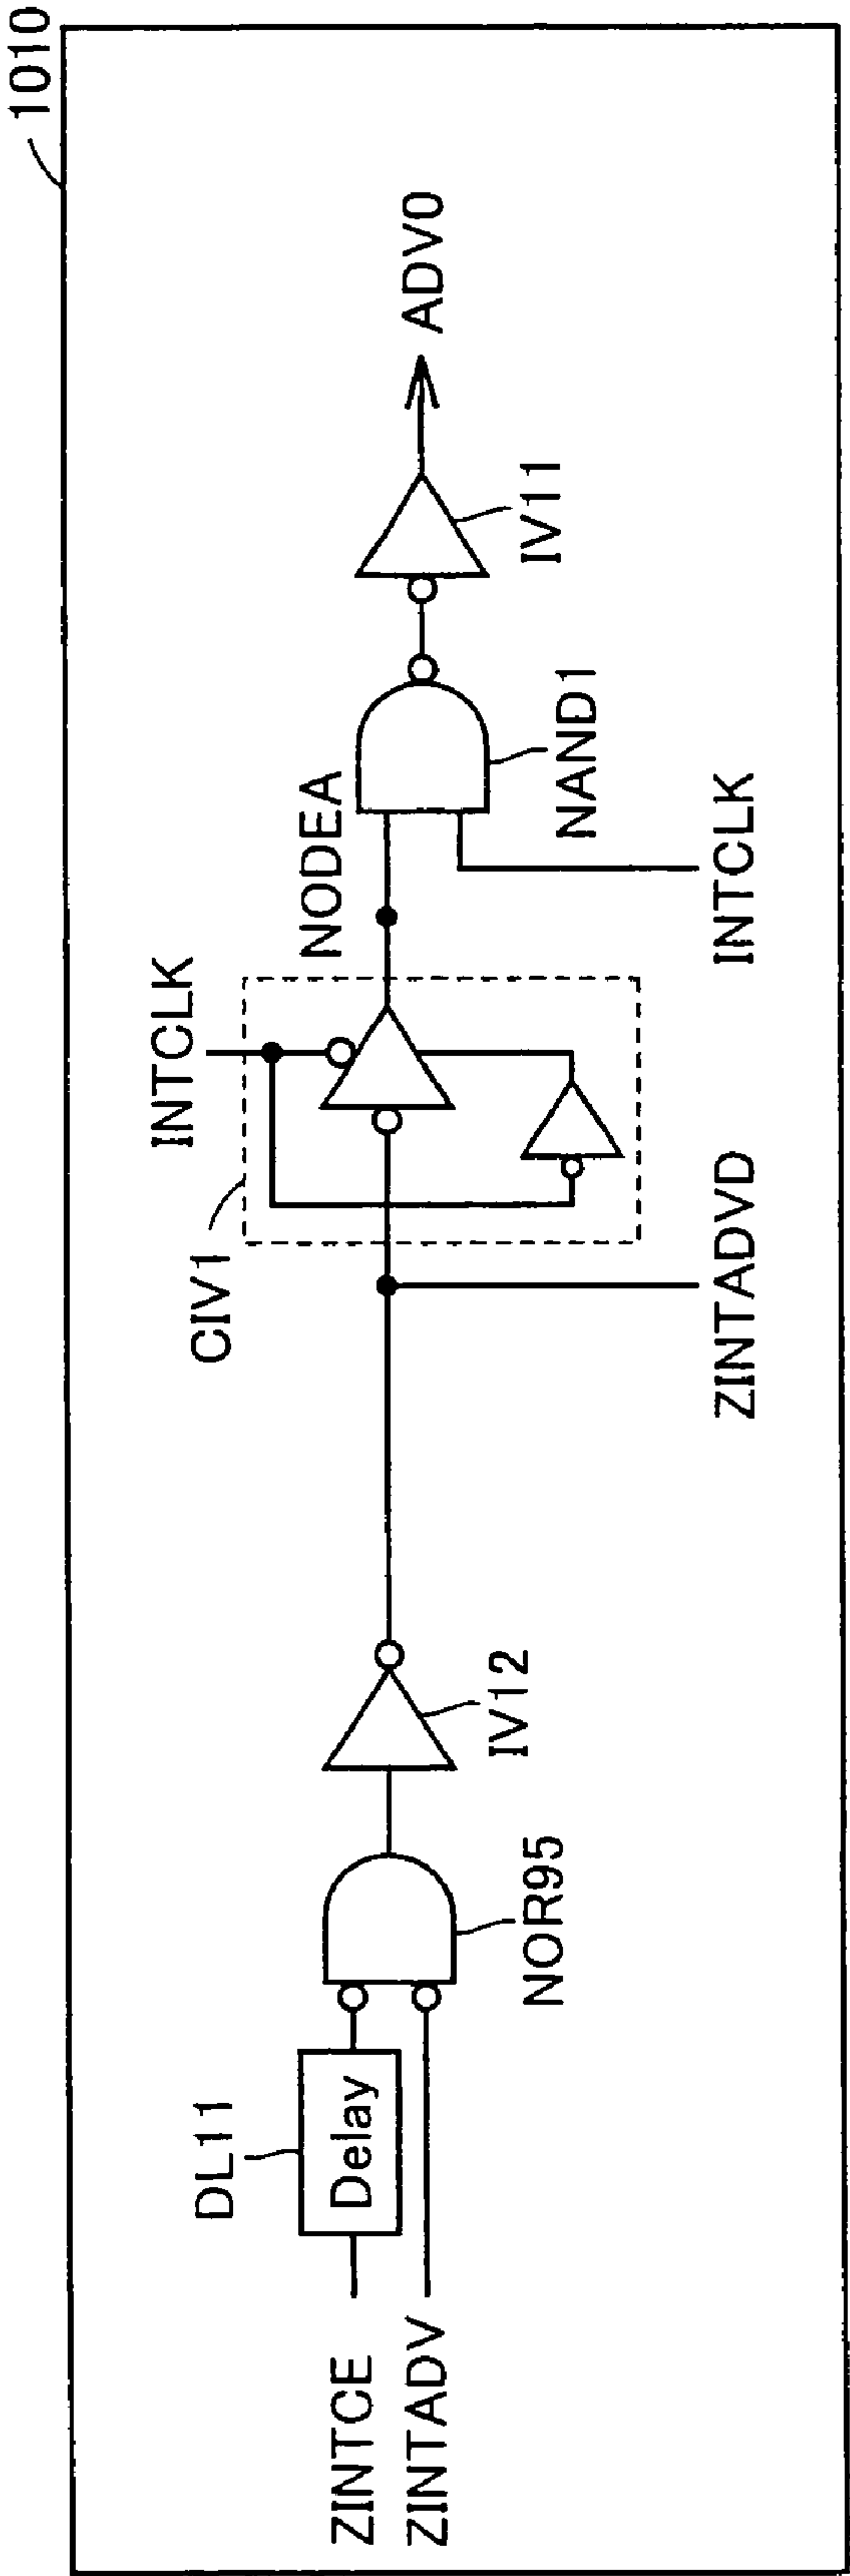 1010
ZINTCE
ZINTADV
DL11
Delay
NOR95
IV12
CIV1
ZINTADVD
INTCLK
NODEA
INTCLK
NAND1
IV11
ADV0